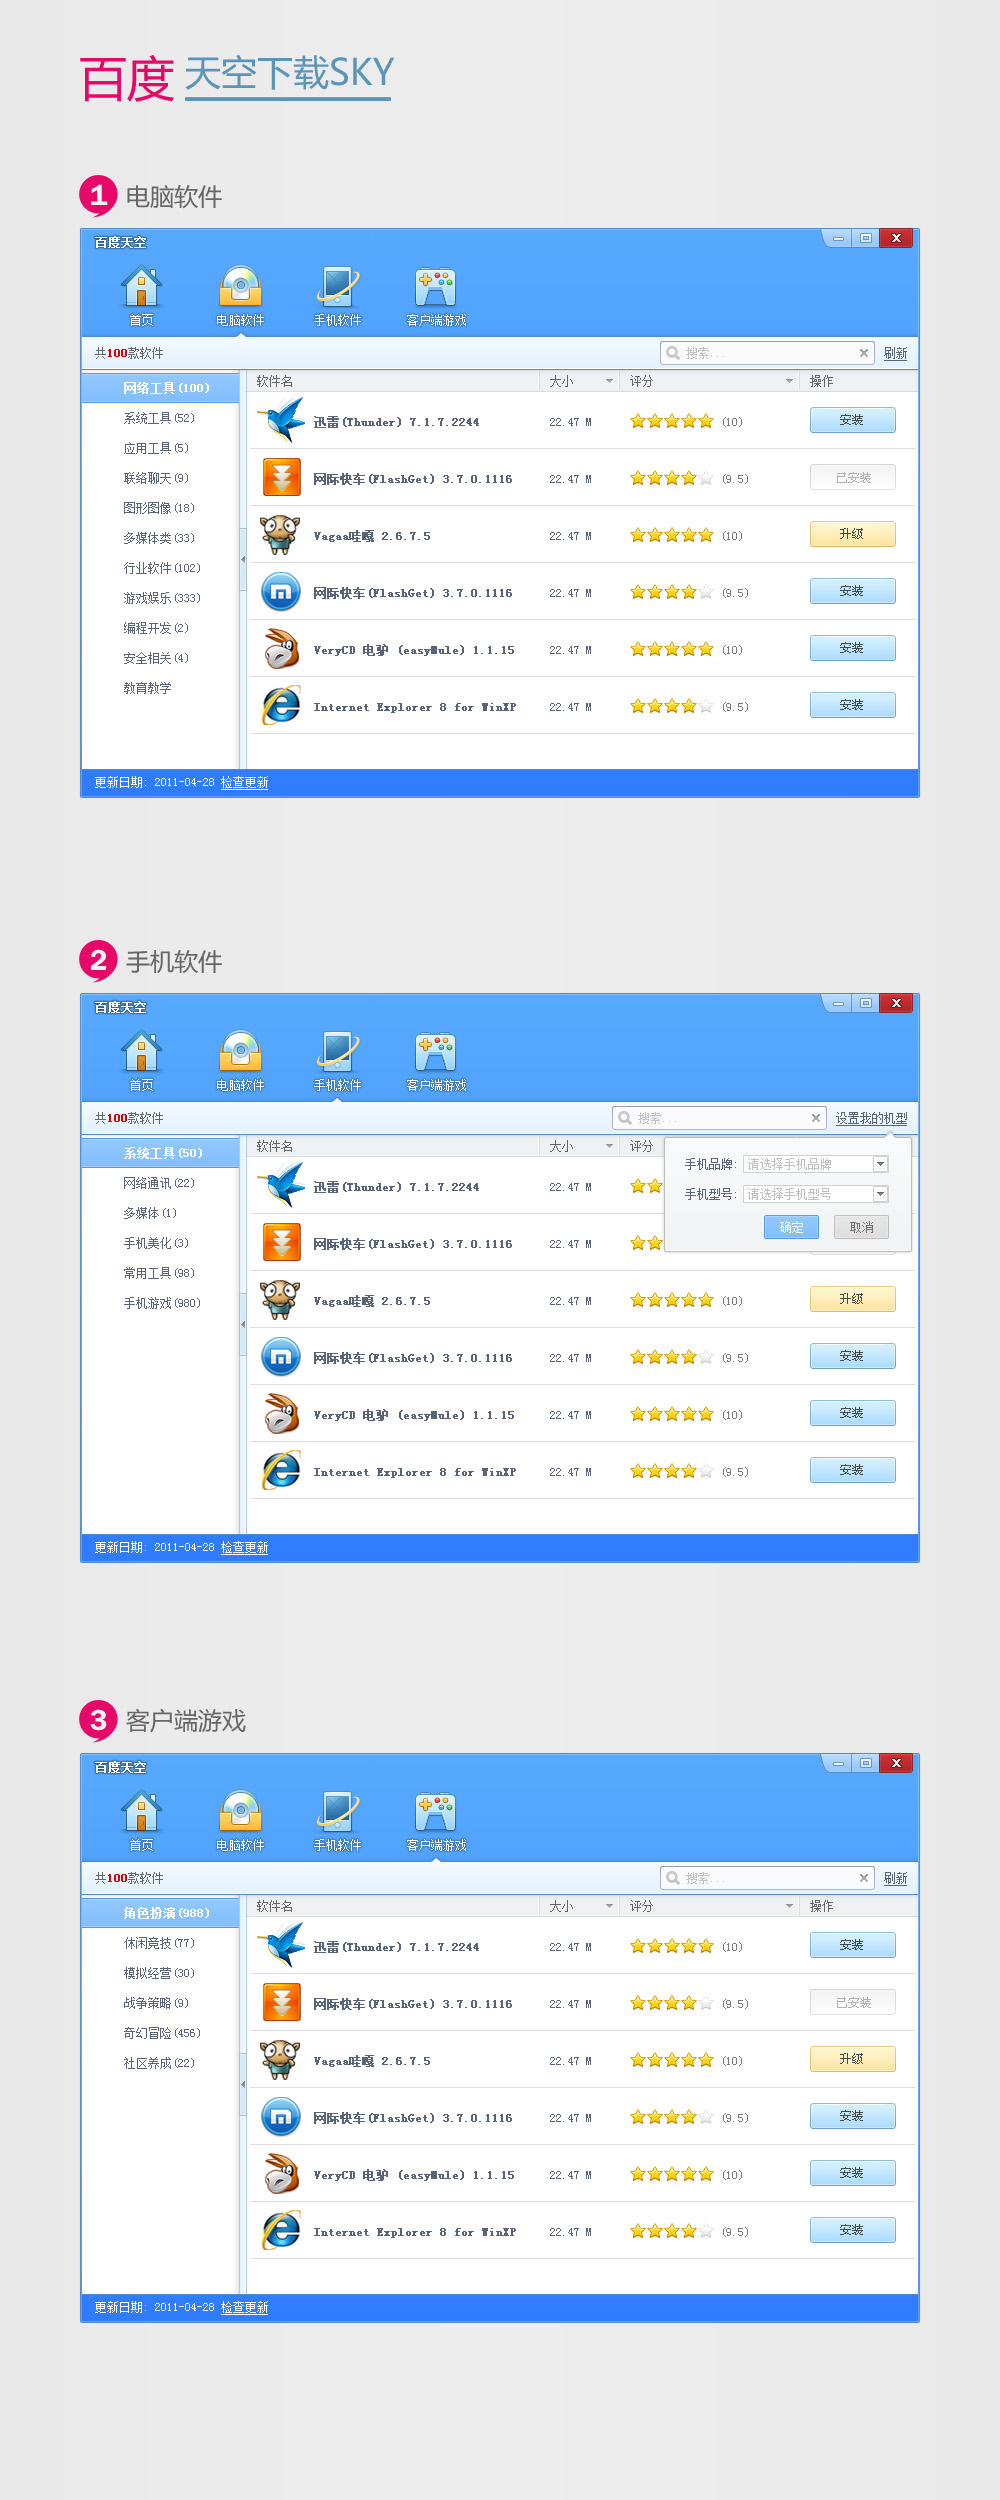 百度 天空下载SKY
1 电脑软件
百度天空
首页 电脑软件 手机软件 客户端游戏
共100款软件 搜索... 刷新
网络工具(100) 软件名 大小 评分 操作
系统工具(52)
应用工具(5)
联络聊天(9)
图形图像(18)
多媒体类(33)
行业软件(102)
游戏娱乐(333)
编程开发(2)
安全相关(4)
教育教学
迅雷(Thunder) 7.1.7.2244 22.47 M (10) 安装
网际快车(FlashGet) 3.7.0.1116 22.47 M (9.5) 已安装
Vagaa哇嘎 2.6.7.5 22.47 M (10) 升级
网际快车(FlashGet) 3.7.0.1116 22.47 M (9.5) 安装
VeryCD 电驴 (easyMule) 1.1.15 22.47 M (10) 安装
Internet Explorer 8 for WinXP 22.47 M (9.5) 安装
更新日期: 2011-04-28 检查更新
2 手机软件
百度天空
首页 电脑软件 手机软件 客户端游戏
共100款软件 搜索... 设置我的机型
系统工具(50) 软件名 大小 评分
网络通讯(22)
多媒体(1)
手机美化(3)
常用工具(98)
手机游戏(980)
手机品牌: 请选择手机品牌
手机型号: 请选择手机型号
确定 取消
迅雷(Thunder) 7.1.7.2244 22.47 M
网际快车(FlashGet) 3.7.0.1116 22.47 M
Vagaa哇嘎 2.6.7.5 22.47 M (10) 升级
网际快车(FlashGet) 3.7.0.1116 22.47 M (9.5) 安装
VeryCD 电驴 (easyMule) 1.1.15 22.47 M (10) 安装
Internet Explorer 8 for WinXP 22.47 M (9.5) 安装
更新日期: 2011-04-28 检查更新
3 客户端游戏
百度天空
首页 电脑软件 手机软件 客户端游戏
共100款软件 搜索... 刷新
角色扮演(988) 软件名 大小 评分 操作
休闲竞技(77)
模拟经营(30)
战争策略(9)
奇幻冒险(456)
社区养成(22)
迅雷(Thunder) 7.1.7.2244 22.47 M (10) 安装
网际快车(FlashGet) 3.7.0.1116 22.47 M (9.5) 已安装
Vagaa哇嘎 2.6.7.5 22.47 M (10) 升级
网际快车(FlashGet) 3.7.0.1116 22.47 M (9.5) 安装
VeryCD 电驴 (easyMule) 1.1.15 22.47 M (10) 安装
Internet Explorer 8 for WinXP 22.47 M (9.5) 安装
更新日期: 2011-04-28 检查更新